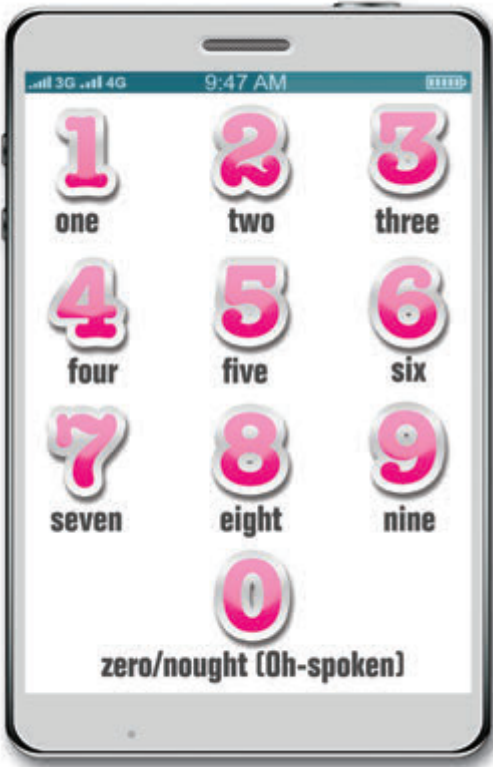 3G 4G 9:47 AM
1 2 3
one two three
4 5 6
four five six
7 8 9
seven eight nine
0
zero/nought (Oh-spoken)